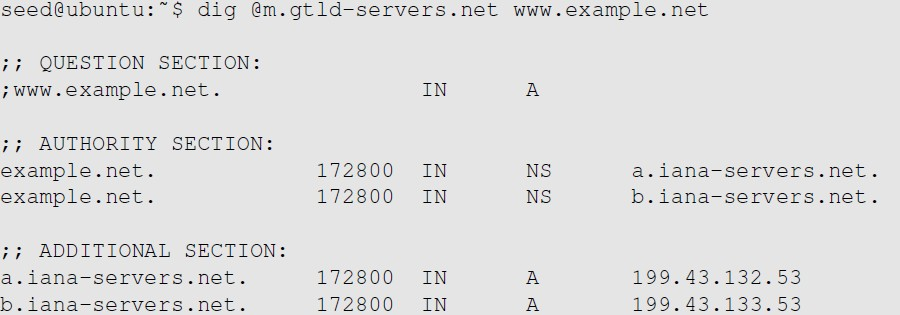 seed@ubuntu:~$ dig @m.gtld-servers.net www.example.net
;; QUESTION SECTION:
;www.example.net. IN A
;; AUTHORITY SECTION:
example.net. 172800 IN NS a.iana-servers.net.
example.net. 172800 IN NS b.iana-servers.net.
;; ADDITIONAL SECTION:
a.iana-servers.net. 172800 IN A 199.43.132.53
b.iana-servers.net. 172800 IN A 199.43.133.53